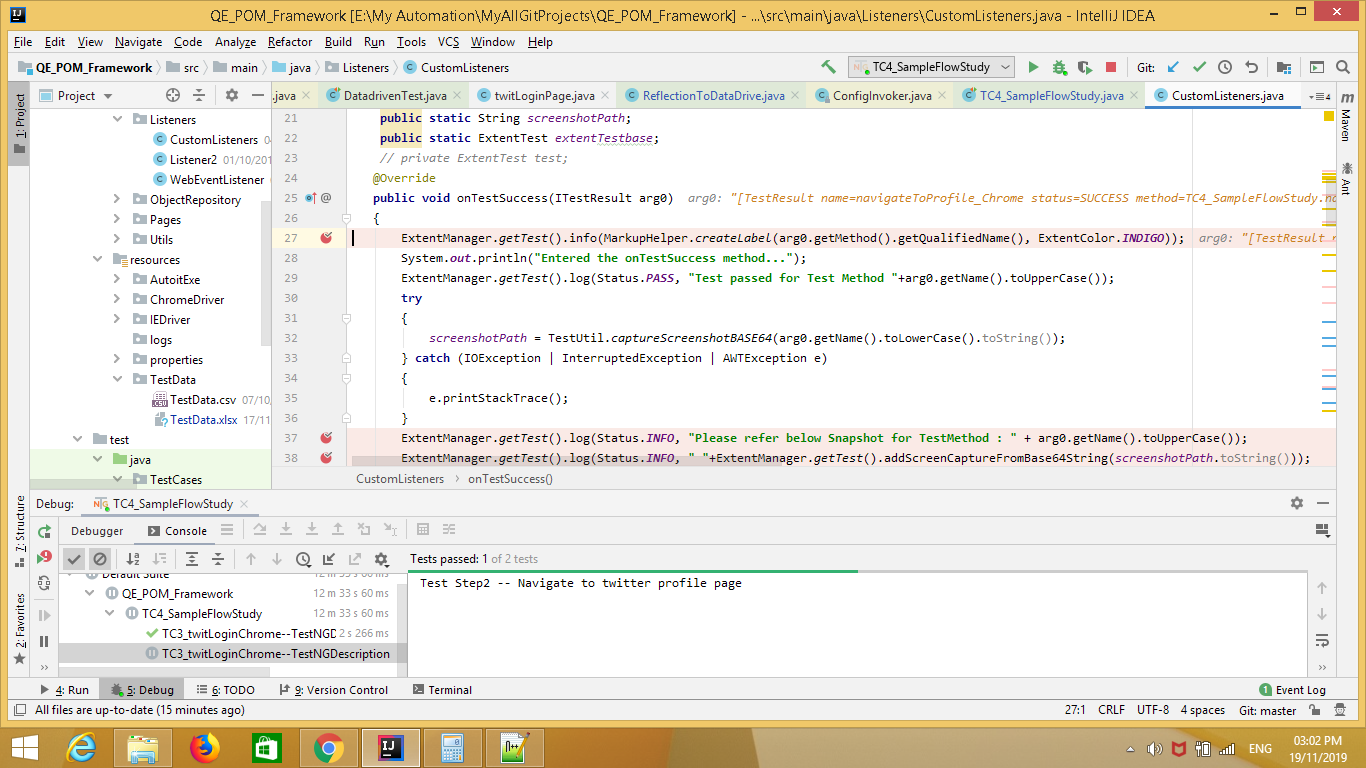 QE_POM_Framework [E:\My Automation\MyAllGitProjects\QE_POM_Framework] - ...\src\main\java\Listeners\CustomListeners.java - IntelliJ IDEA
File Edit View Navigate Code Analyze Refactor Build Run Tools VCS Window Help
QE_POM_Framework src main java Listeners CustomListeners TC4_SampleFlowStudy Git:
1: Project
Project
.java DatadrivenTest.java twitLoginPage.java ReflectionToDataDrive.java ConfigInvoker.java TC4_SampleFlowStudy.java CustomListeners.java 4
Maven
Ant
Listeners
CustomListeners
Listener2 01/10/201
WebEventListener
ObjectRepository
Pages
Utils
resources
AutoitExe
ChromeDriver
IEDriver
logs
properties
TestData
TestData.csv 07/10
TestData.xlsx 17/11
test
java
TestCases
21 public static String screenshotPath;
22 public static ExtentTest extentTestbase;
23 // private ExtentTest test;
24 @Override
25 @ public void onTestSuccess(ITestResult arg0) arg0: "[TestResult name=navigateToProfile_Chrome status=SUCCESS method=TC4_SampleFlowStudy.na
26 {
27 ExtentManager.getTest().info(MarkupHelper.createLabel(arg0.getMethod().getQualifiedName(), ExtentColor.INDIGO)); arg0: "[TestResult n
28 System.out.println("Entered the onTestSuccess method...");
29 ExtentManager.getTest().log(Status.PASS, "Test passed for Test Method "+arg0.getName().toUpperCase());
30 try
31 {
32 screenshotPath = TestUtil.captureScreenshotBASE64(arg0.getName().toLowerCase().toString());
33 } catch (IOException | InterruptedException | AWTException e)
34 {
35 e.printStackTrace();
36 }
37 ExtentManager.getTest().log(Status.INFO, "Please refer below Snapshot for TestMethod : " + arg0.getName().toUpperCase());
38 ExtentManager.getTest().log(Status.INFO, " "+ExtentManager.getTest().addScreenCaptureFromBase64String(screenshotPath.toString()));
CustomListeners onTestSuccess()
Debug: TC4_SampleFlowStudy
7: Structure
2: Favorites
Debugger Console
Tests passed: 1 of 2 tests
Default Suite 12 m 33 s 60 ms
QE_POM_Framework 12 m 33 s 60 ms
TC4_SampleFlowStudy 12 m 33 s 60 ms
TC3_twitLoginChrome--TestNGD 2 s 266 ms
TC3_twitLoginChrome--TestNGDescription
Test Step2 -- Navigate to twitter profile page
4: Run 5: Debug 6: TODO 9: Version Control Terminal 1 Event Log
All files are up-to-date (15 minutes ago) 27:1 CRLF UTF-8 4 spaces Git: master
ENG
03:02 PM
19/11/2019